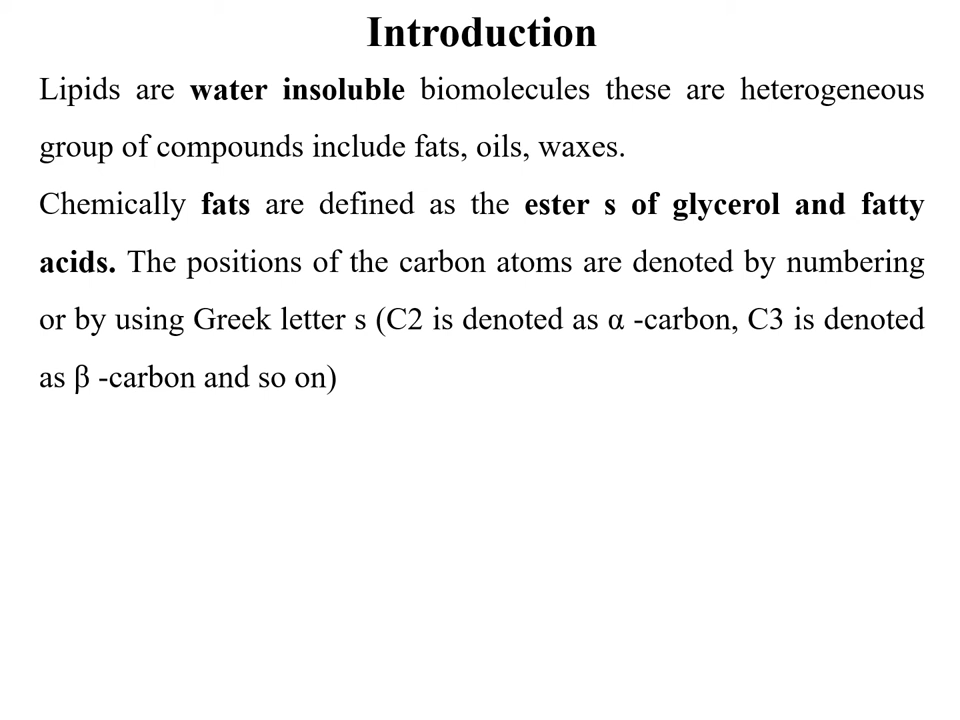 Introduction
Lipids are water insoluble biomolecules these are heterogeneous
group of compounds include fats, oils, waxes.
Chemically fats are defined as the ester s of glycerol and fatty
acids. The positions of the carbon atoms are denoted by numbering
or by using Greek letter s (C2 is denoted as α -carbon, C3 is denoted
as β -carbon and so on)